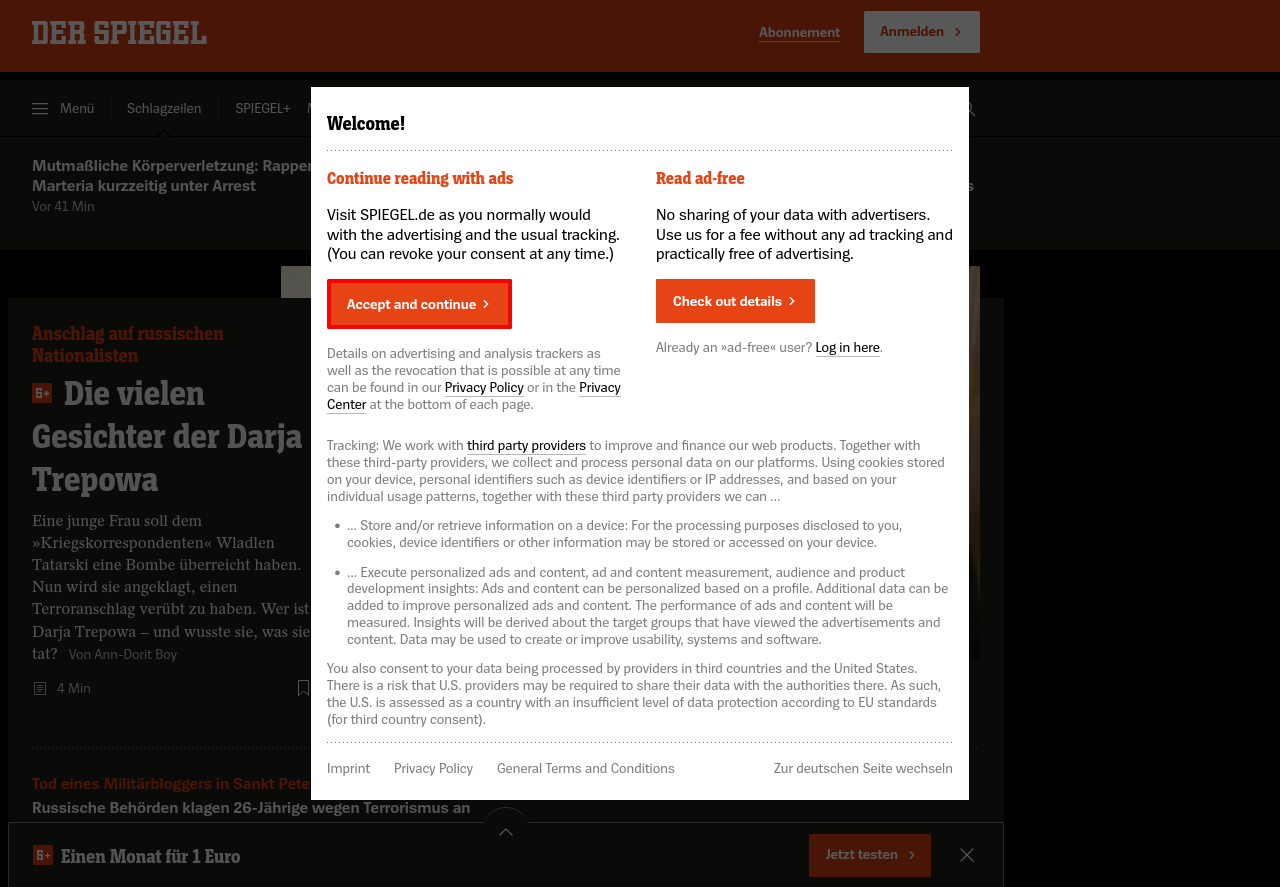 DER SPIEGEL
Abonnement
Anmelden
Menü
Schlagzeilen
SPIEGEL+
Mutmaßliche Körperverletzung: Rapper
Marteria kurzzeitig unter Arrest
Vor 41 Min
Welcome!
Continue reading with ads
Visit SPIEGEL.de as you normally would
with the advertising and the usual tracking.
(You can revoke your consent at any time.)
Accept and continue
Details on advertising and analysis trackers as
well as the revocation that is possible at any time
can be found in our Privacy Policy or in the Privacy
Center at the bottom of each page.
Read ad-free
No sharing of your data with advertisers.
Use us for a fee without any ad tracking and
practically free of advertising.
Check out details
Already an »ad-free« user? Log in here.
Tracking: We work with third party providers to improve and finance our web products. Together with
these third-party providers, we collect and process personal data on our platforms. Using cookies stored
on your device, personal identifiers such as device identifiers or IP addresses, and based on your
individual usage patterns, together with these third party providers we can ...
• ... Store and/or retrieve information on a device: For the processing purposes disclosed to you,
cookies, device identifiers or other information may be stored or accessed on your device.
• ... Execute personalized ads and content, ad and content measurement, audience and product
development insights: Ads and content can be personalized based on a profile. Additional data can be
added to improve personalized ads and content. The performance of ads and content will be
measured. Insights will be derived about the target groups that have viewed the advertisements and
content. Data may be used to create or improve usability, systems and software.
You also consent to your data being processed by providers in third countries and the United States.
There is a risk that U.S. providers may be required to share their data with the authorities there. As such,
the U.S. is assessed as a country with an insufficient level of data protection according to EU standards
(for third country consent).
Imprint
Privacy Policy
General Terms and Conditions
Zur deutschen Seite wechseln
Anschlag auf russischen
Nationalisten
S+ Die vielen
Gesichter der Darja
Trepowa
Eine junge Frau soll dem
»Kriegskorrespondenten« Wladlen
Tatarski eine Bombe überreicht haben.
Nun wird sie angeklagt, einen
Terroranschlag verübt zu haben. Wer ist
Darja Trepowa – und wusste sie, was sie
tat? Von Ann-Dorit Boy
4 Min
Tod eines Militärbloggers in Sankt
Russische Behörden klagen 26-Jährige wegen Terrorismus an
S+ Einen Monat für 1 Euro
Jetzt testen